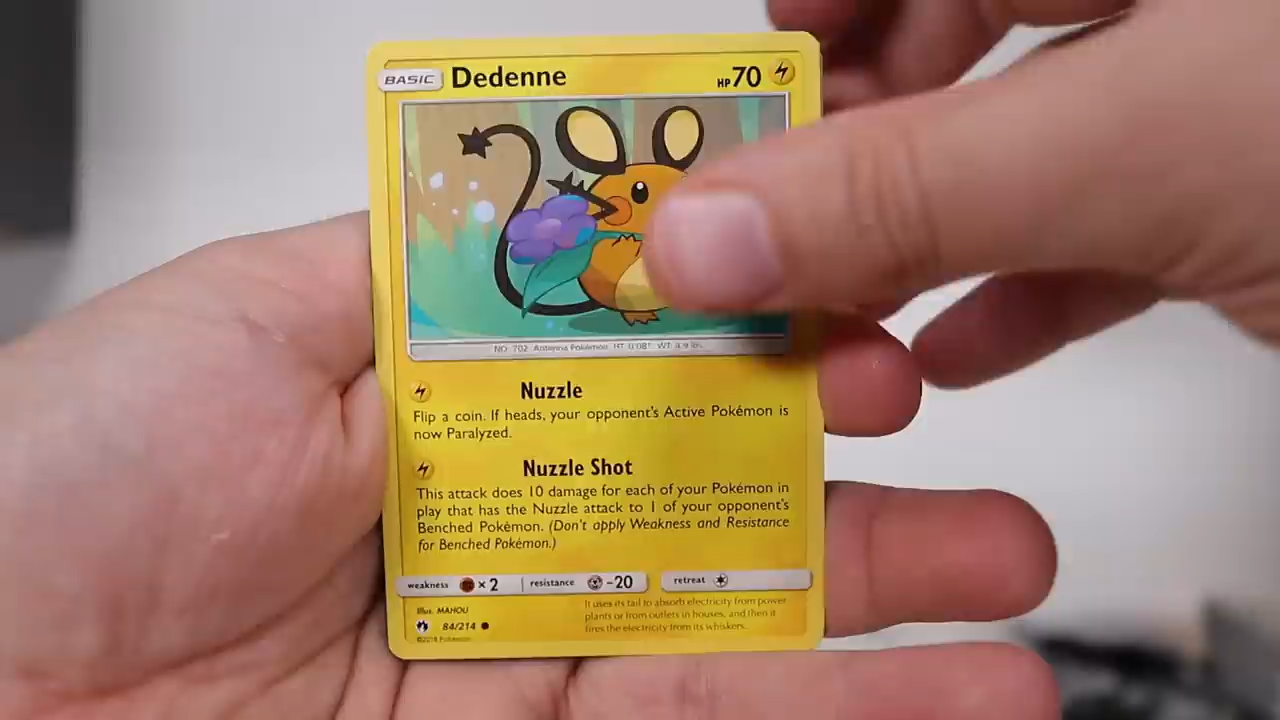 BASIC Dedenne HP70
NO. 702 Antenna Pokémon HT: 0'08" WT: 4.9 lbs.
Nuzzle
Flip a coin. If heads, your opponent's Active Pokémon is
now Paralyzed.
Nuzzle Shot
This attack does 10 damage for each of your Pokémon in
play that has the Nuzzle attack to 1 of your opponent's
Benched Pokémon. (Don't apply Weakness and Resistance
for Benched Pokémon.)
weakness ×2 resistance -20 retreat
Illus. MAHOU
84/214
©2018 Pokémon
It uses its tail to absorb electricity from power
plants or from outlets in houses, and then it
fires the electricity from its whiskers.